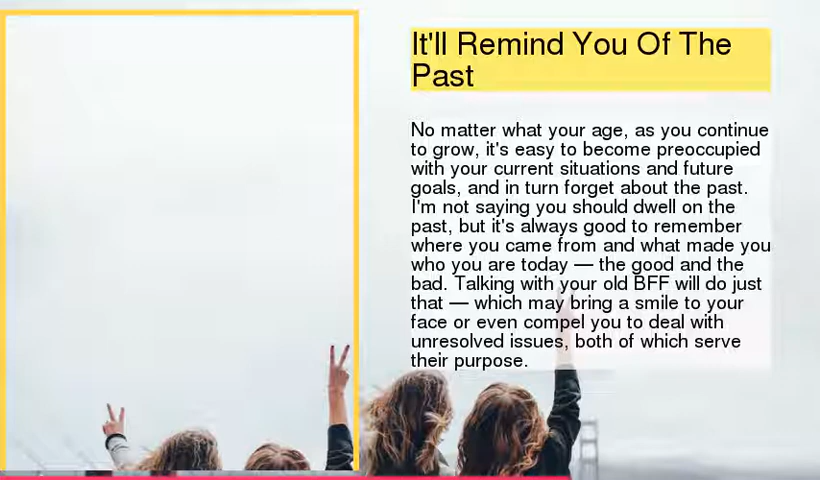 It'll Remind You Of The
Past
No matter what your age, as you continue
to grow, it's easy to become preoccupied
with your current situations and future
goals, and in turn forget about the past.
I'm not saying you should dwell on the
past, but it's always good to remember
where you came from and what made you
who you are today — the good and the
bad. Talking with your old BFF will do just
that — which may bring a smile to your
face or even compel you to deal with
unresolved issues, both of which serve
their purpose.